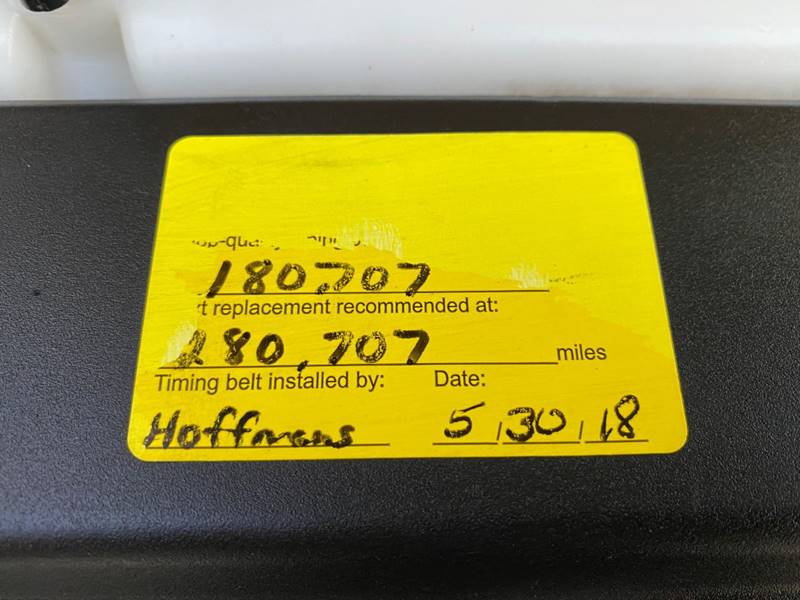 180707
replacement recommended at:
280,707 miles
Timing belt installed by: Date:
Hoffmans 5,30,18